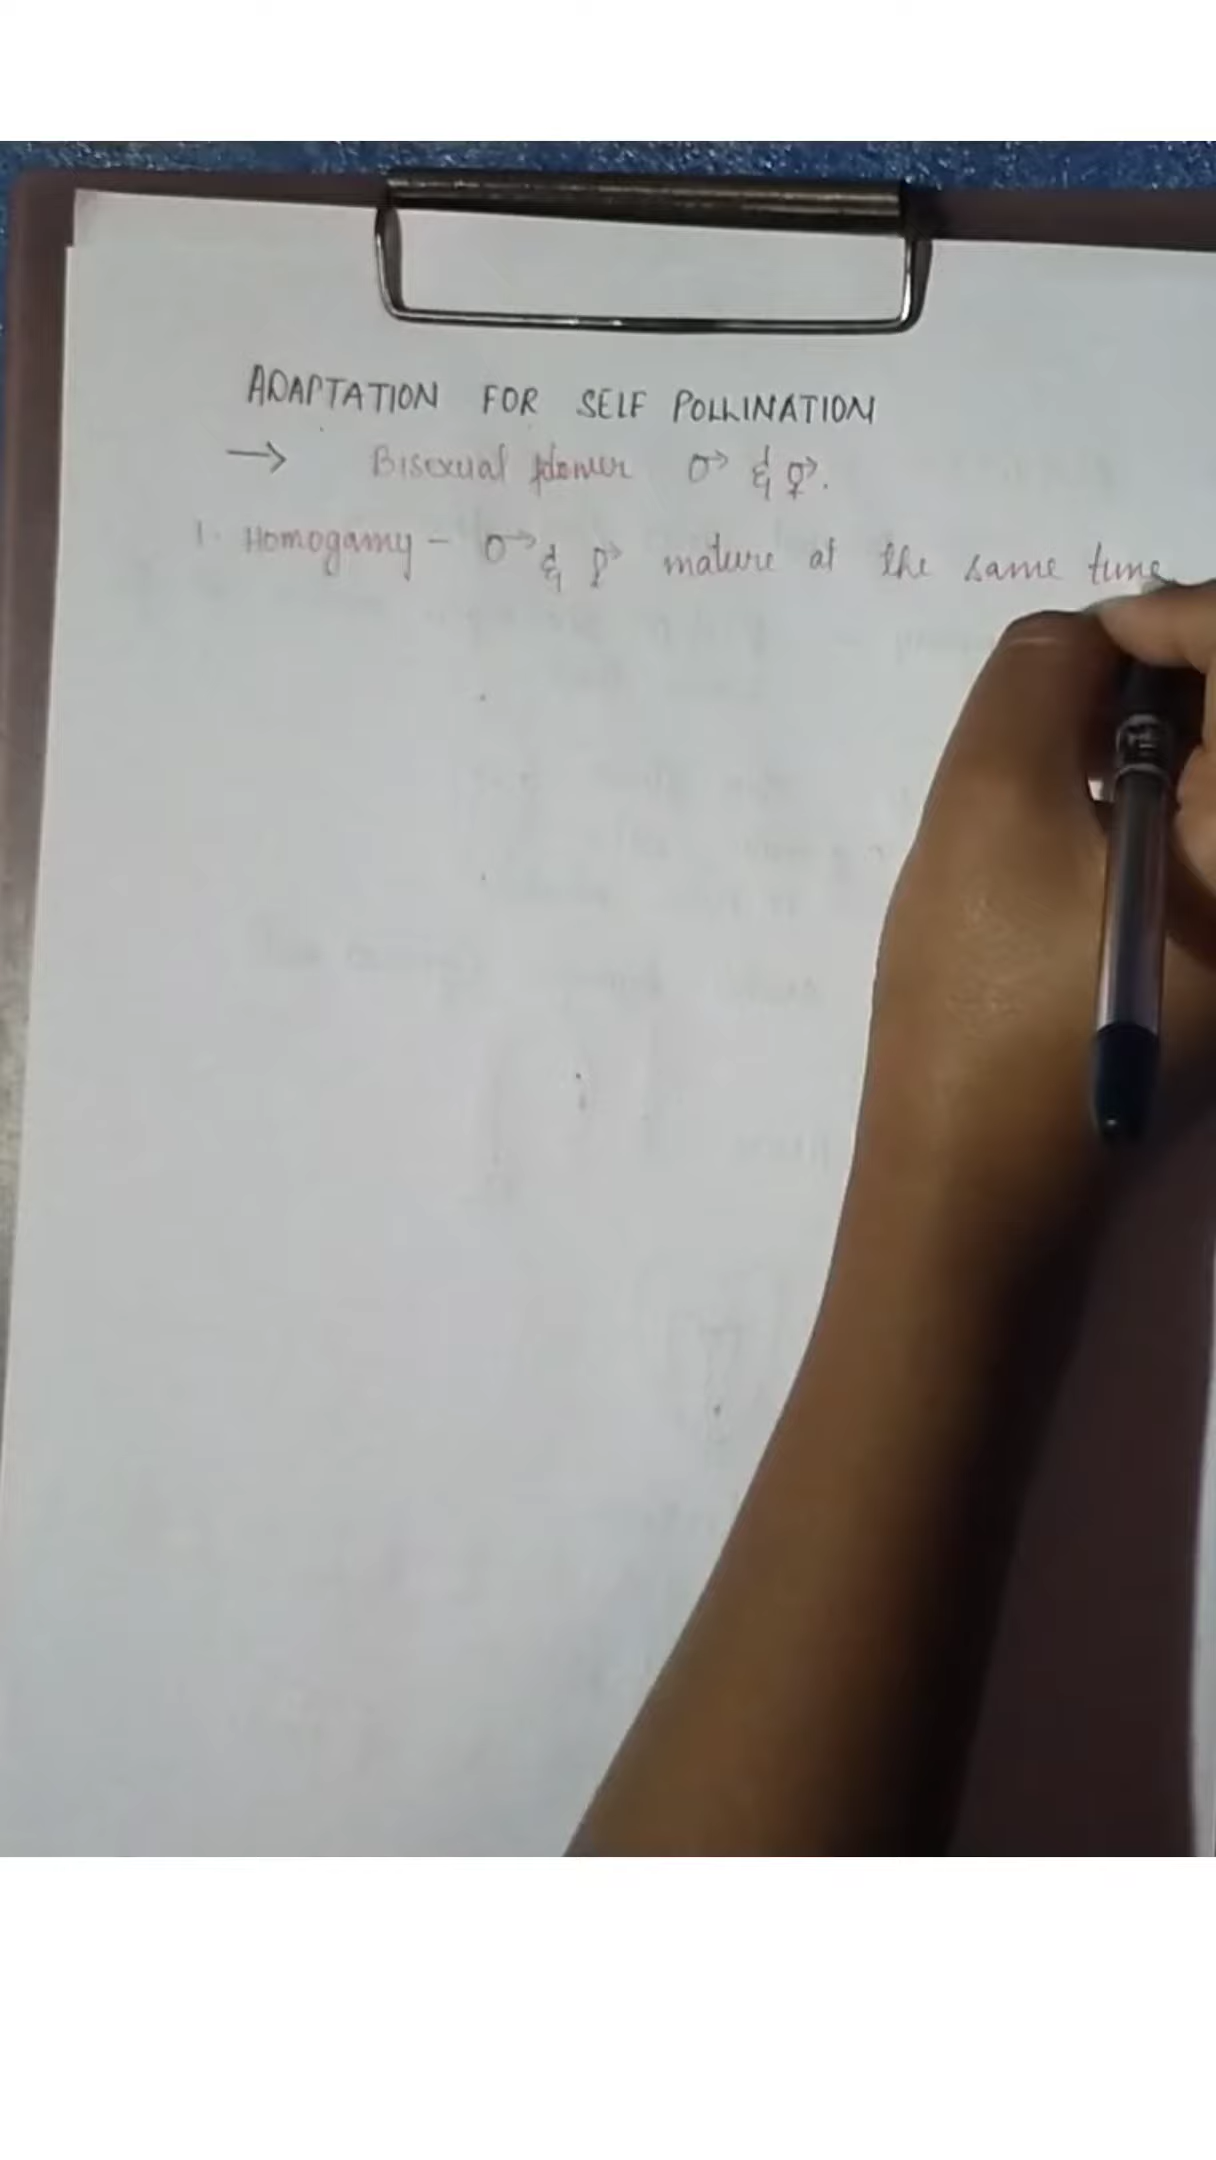 ADAPTATION FOR SELF POLLINATION
→ Bisexual flower ♂ & ♀.
1. Homogamy - ♂ & ♀ mature at the same time